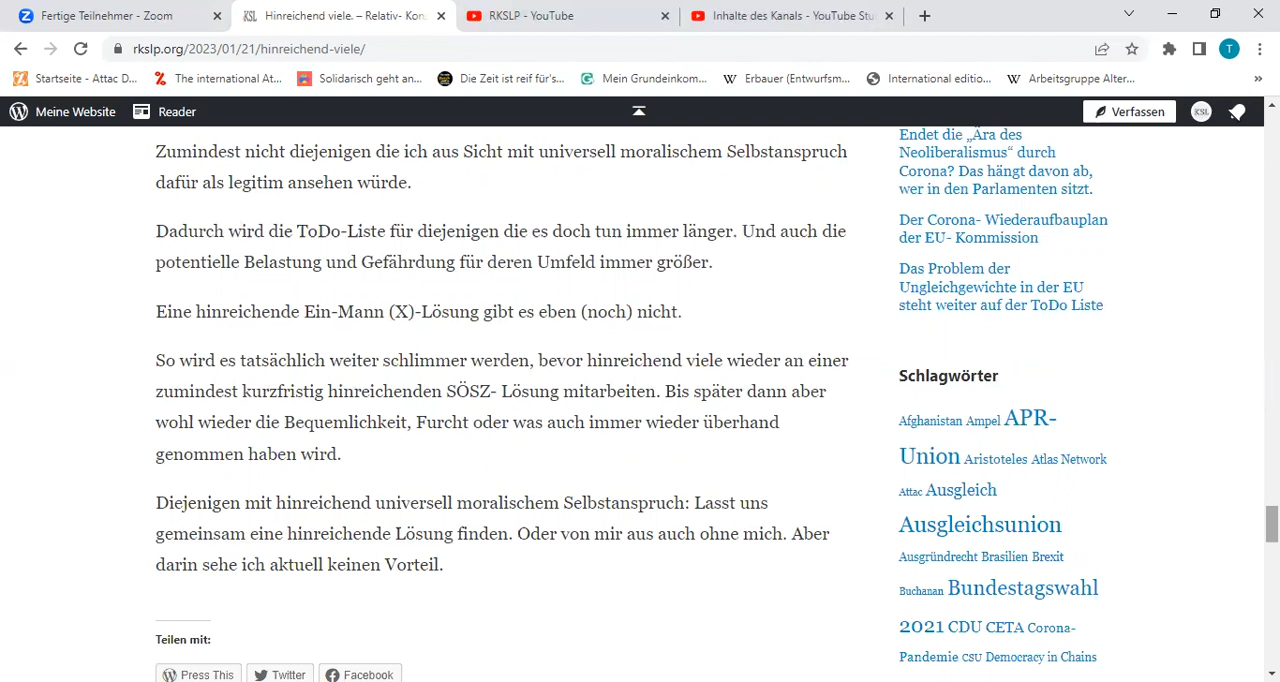 Fertige Teilnehmer - Zoom
Hinreichend viele. – Relativ- Kon
RKSLP - YouTube
Inhalte des Kanals - YouTube Stu
rkslp.org/2023/01/21/hinreichend-viele/
T
Startseite - Attac D...
The international At...
Solidarisch geht an...
Die Zeit ist reif für's...
Mein Grundeinkom...
Erbauer (Entwurfsm...
International editio...
Arbeitsgruppe Alter...
Meine Website
Reader
Verfassen
KSL
Zumindest nicht diejenigen die ich aus Sicht mit universell moralischem Selbstanspruch
dafür als legitim ansehen würde.
Dadurch wird die ToDo-Liste für diejenigen die es doch tun immer länger. Und auch die
potentielle Belastung und Gefährdung für deren Umfeld immer größer.
Eine hinreichende Ein-Mann (X)-Lösung gibt es eben (noch) nicht.
So wird es tatsächlich weiter schlimmer werden, bevor hinreichend viele wieder an einer
zumindest kurzfristig hinreichenden SÖSZ- Lösung mitarbeiten. Bis später dann aber
wohl wieder die Bequemlichkeit, Furcht oder was auch immer wieder überhand
genommen haben wird.
Diejenigen mit hinreichend universell moralischem Selbstanspruch: Lasst uns
gemeinsam eine hinreichende Lösung finden. Oder von mir aus auch ohne mich. Aber
darin sehe ich aktuell keinen Vorteil.
Teilen mit:
Press This
Twitter
Facebook
Endet die „Ära des
Neoliberalismus“ durch
Corona? Das hängt davon ab,
wer in den Parlamenten sitzt.
Der Corona- Wiederaufbauplan
der EU- Kommission
Das Problem der
Ungleichgewichte in der EU
steht weiter auf der ToDo Liste
Schlagwörter
Afghanistan Ampel APR-
Union Aristoteles Atlas Network
Attac Ausgleich
Ausgleichsunion
Ausgründrecht Brasilien Brexit
Buchanan Bundestagswahl
2021 CDU CETA Corona-
Pandemie CSU Democracy in Chains